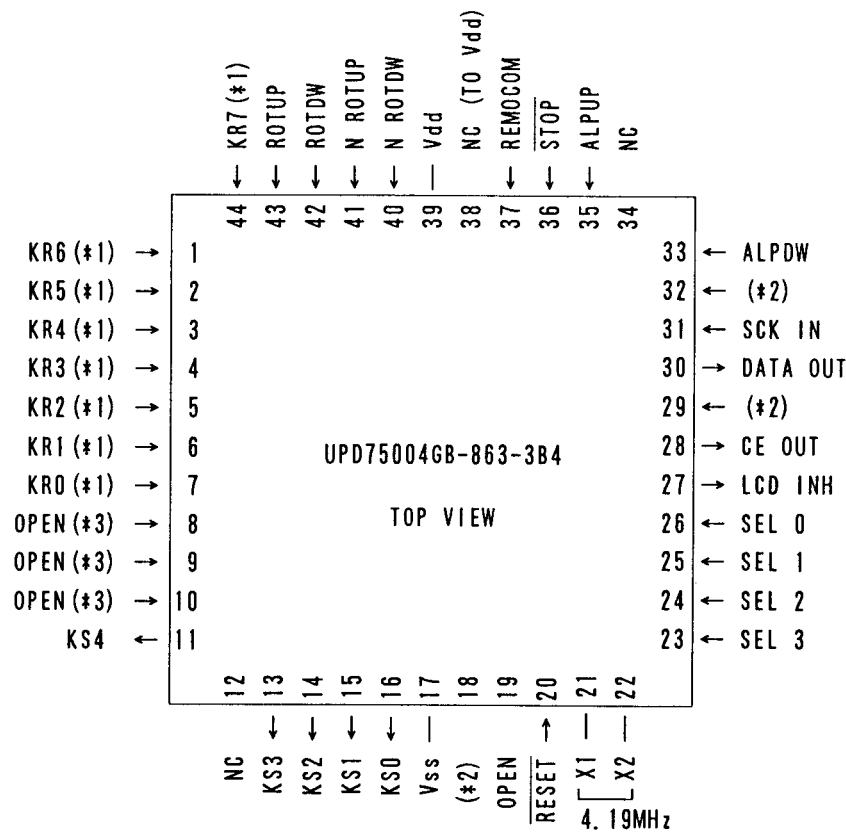 KR7(*1)
ROTUP
ROTDW
N ROTUP
N ROTDW
Vdd
NC (TO Vdd)
REMOCOM
STOP
ALPUP
NC
44 43 42 41 40 39 38 37 36 35 34
KR6(*1) → 1
33 ← ALPDW
KR5(*1) → 2
32 ← (*2)
KR4(*1) → 3
31 ← SCK IN
KR3(*1) → 4
30 → DATA OUT
KR2(*1) → 5
29 ← (*2)
KR1(*1) → 6
28 → CE OUT
KR0(*1) → 7
27 → LCD INH
OPEN(*3) → 8
26 ← SEL 0
OPEN(*3) → 9
25 ← SEL 1
OPEN(*3) → 10
24 ← SEL 2
KS4 ← 11
23 ← SEL 3
UPD75004GB-863-3B4
TOP VIEW
12 13 14 15 16 17 18 19 20 21 22
NC
KS3
KS2
KS1
KS0
Vss
(*2)
OPEN
RESET
X1
X2
4.19MHz